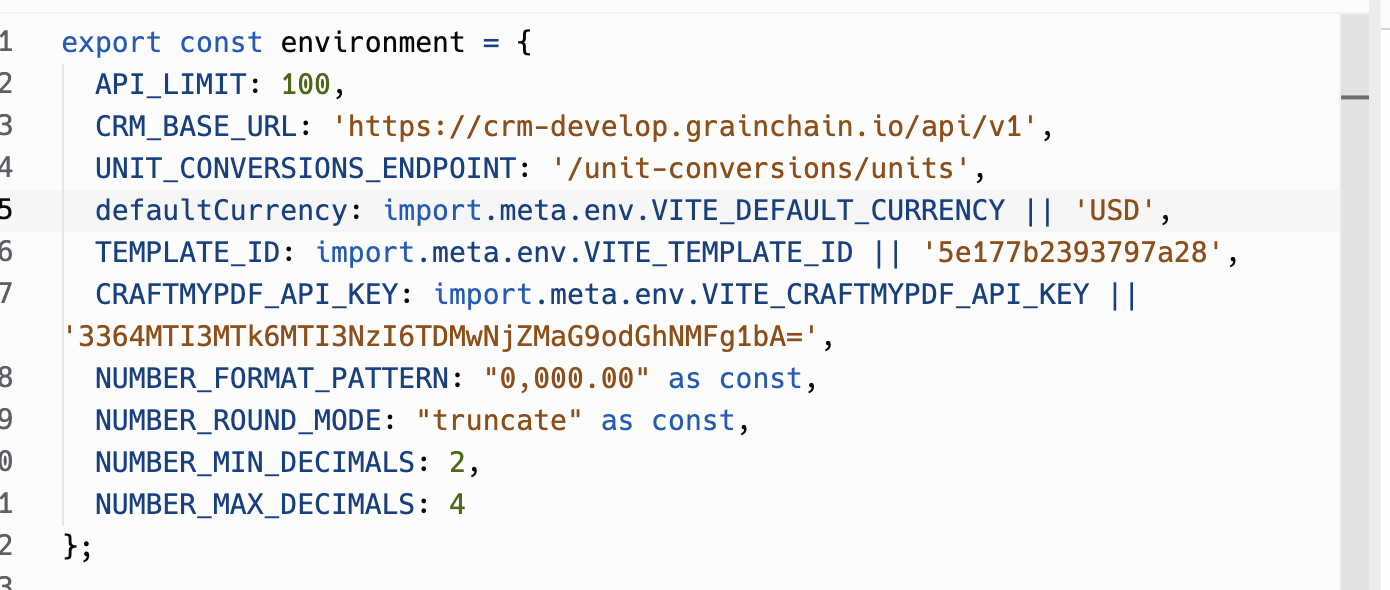 1 export const environment = {
2 API_LIMIT: 100,
3 CRM_BASE_URL: 'https://crm-develop.grainchain.io/api/v1',
4 UNIT_CONVERSIONS_ENDPOINT: '/unit-conversions/units',
5 defaultCurrency: import.meta.env.VITE_DEFAULT_CURRENCY || 'USD',
6 TEMPLATE_ID: import.meta.env.VITE_TEMPLATE_ID || '5e177b2393797a28',
7 CRAFTMYPDF_API_KEY: import.meta.env.VITE_CRAFTMYPDF_API_KEY ||
'3364MTI3MTk6MTI3NzI6TDMwNjZMaG9odGhNMFg1bA=',
8 NUMBER_FORMAT_PATTERN: "0,000.00" as const,
9 NUMBER_ROUND_MODE: "truncate" as const,
0 NUMBER_MIN_DECIMALS: 2,
1 NUMBER_MAX_DECIMALS: 4
2 };
3